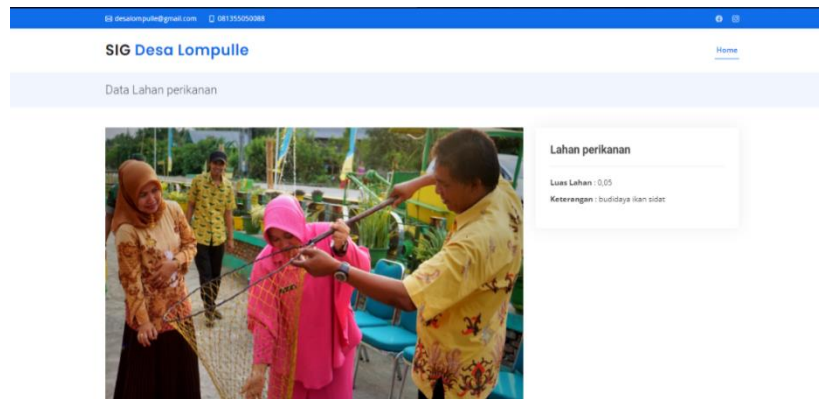 desalompulle@gmail.com 081355050088
SIG Desa Lompulle
Home
Data Lahan perikanan
Lahan perikanan
Luas Lahan : 0,05
Keterangan : budidaya ikan sidat